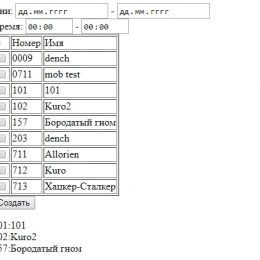 ни: дд.мм.гггг - дд.мм.гггг
ремя: 00:00 - 00:00
Номер Имя
0009 dench
0711 mob test
101 101
102 Kuro2
157 Бородатый гном
203 dench
711 Allorien
712 Kuro
713 Хацкер-Сталкер
Создать
01:101
02:Kuro2
57:Бородатый гном